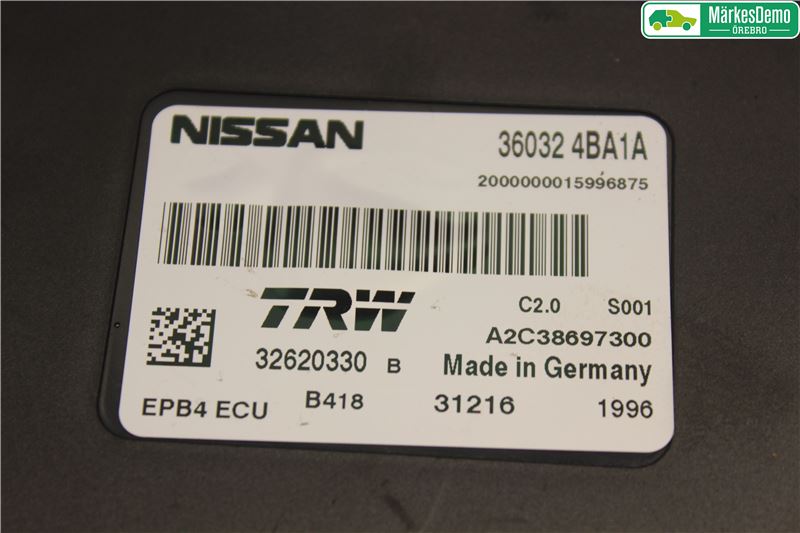 MärkesDemo
ÖREBRO
NISSAN
36032 4BA1A
2000000015996875
TRW
C2.0 S001
A2C38697300
32620330 B
Made in Germany
EPB4 ECU
B418
31216
1996